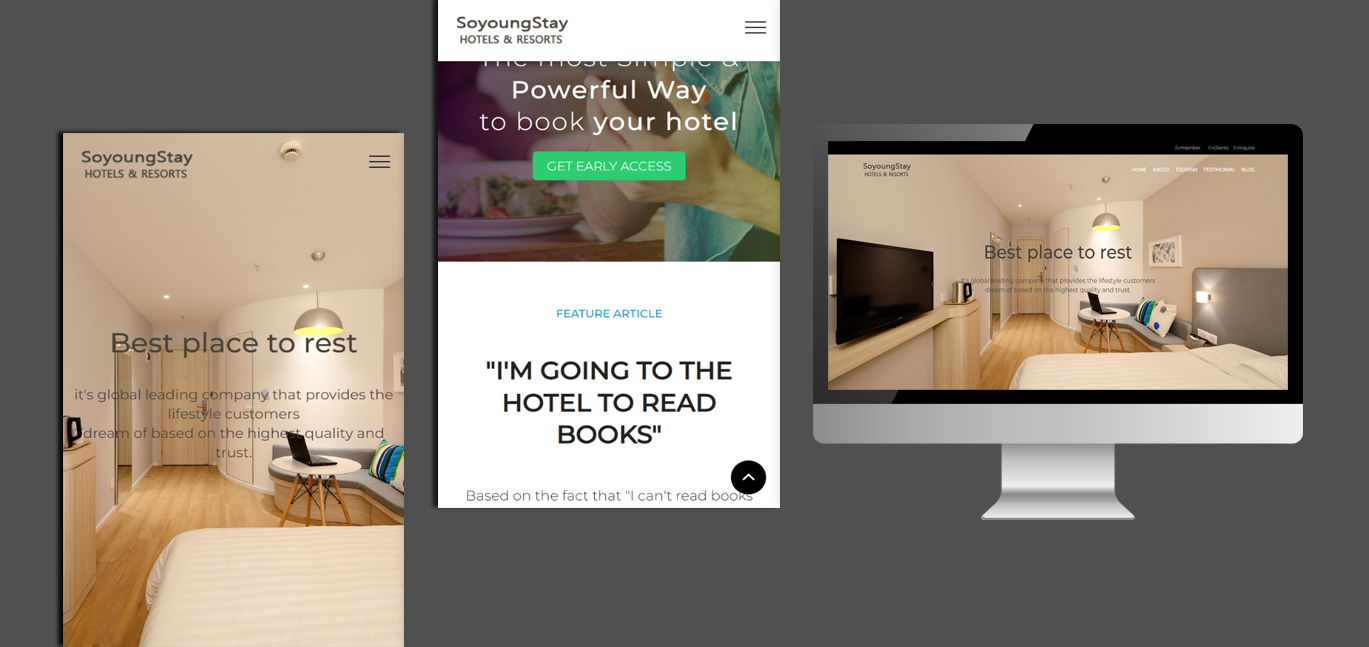 SoyoungStay
HOTELS & RESORTS
Best place to rest
it's global leading company that provides the
lifestyle customers
dream of based on the highest quality and
trust.
SoyoungStay
HOTELS & RESORTS
The most Simple &
Powerful Way
to book your hotel
GET EARLY ACCESS
FEATURE ARTICLE
"I'M GOING TO THE
HOTEL TO READ
BOOKS"
Based on the fact that "I can't read books
member clients inquire
SoyoungStay
HOTELS & RESORTS
HOME ABOUT TOURISM TESTIMONIAL BLOG
Best place to rest
it's global leading company that provides the lifestyle customers
dream of based on the highest quality and trust.